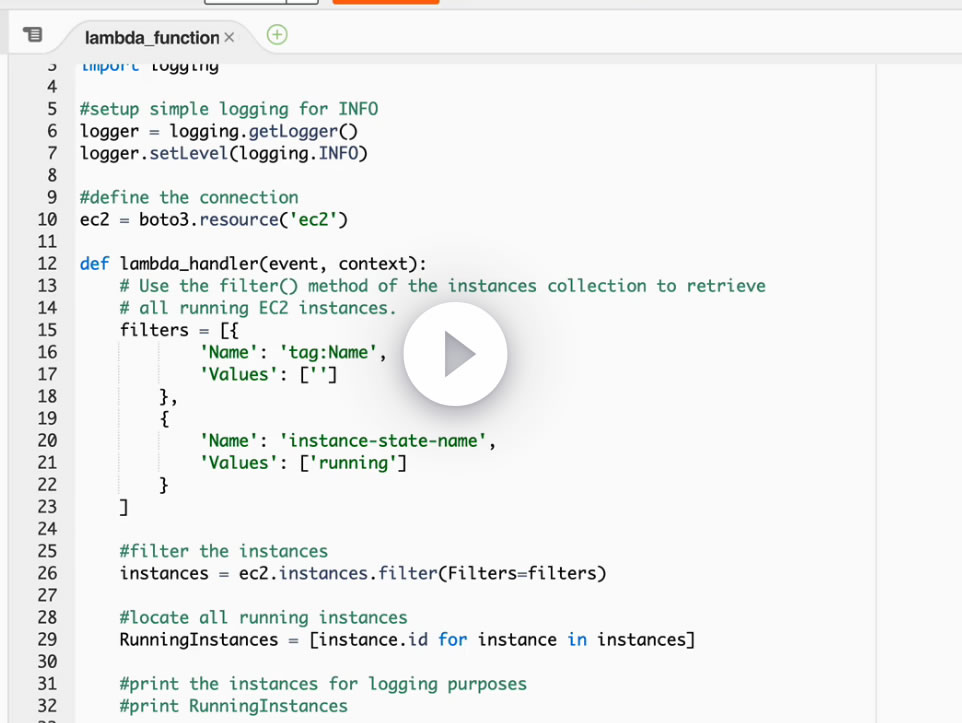 lambda_function ×
3 import logging
4
5 #setup simple logging for INFO
6 logger = logging.getLogger()
7 logger.setLevel(logging.INFO)
8
9 #define the connection
10 ec2 = boto3.resource('ec2')
11
12 def lambda_handler(event, context):
13     # Use the filter() method of the instances collection to retrieve
14     # all running EC2 instances.
15     filters = [{
16             'Name': 'tag:Name',
17             'Values': ['']
18         },
19         {
20             'Name': 'instance-state-name',
21             'Values': ['running']
22         }
23     ]
24
25     #filter the instances
26     instances = ec2.instances.filter(Filters=filters)
27
28     #locate all running instances
29     RunningInstances = [instance.id for instance in instances]
30
31     #print the instances for logging purposes
32     #print RunningInstances